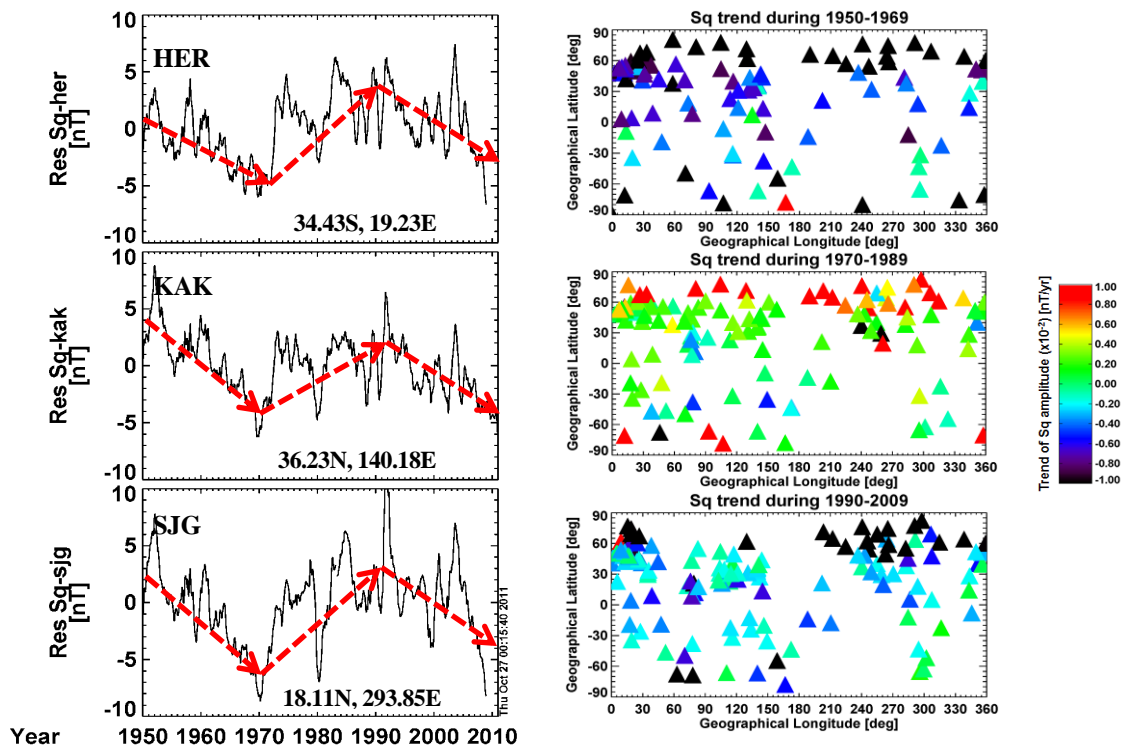 HER
Res Sq-her
[nT]
10
5
0
-5
-10
34.43S, 19.23E
KAK
Res Sq-kak
[nT]
10
5
0
-5
-10
36.23N, 140.18E
SJG
Res Sq-sjg
[nT]
10
5
0
-5
-10
18.11N, 293.85E
Thu Oct 27 00:15:40 2011
Year 1950 1960 1970 1980 1990 2000 2010
Sq trend during 1950-1969
Geographical Latitude [deg]
90
60
30
0
-30
-60
-90
0 30 60 90 120 150 180 210 240 270 300 330 360
Geographical Longitude [deg]
Sq trend during 1970-1989
Geographical Latitude [deg]
90
60
30
0
-30
-60
-90
0 30 60 90 120 150 180 210 240 270 300 330 360
Geographical Longitude [deg]
Sq trend during 1990-2009
Geographical Latitude [deg]
90
60
30
0
-30
-60
-90
0 30 60 90 120 150 180 210 240 270 300 330 360
Geographical Longitude [deg]
Trend of Sq amplitude (x10⁻²) [nT/yr]
1.00
0.80
0.60
0.40
0.20
0.00
-0.20
-0.40
-0.60
-0.80
-1.00